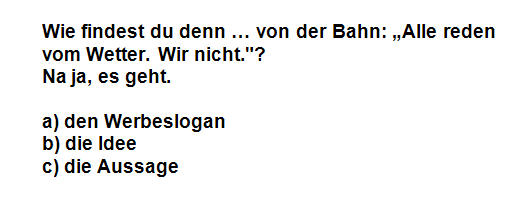 Wie findest du denn … von der Bahn: „Alle reden
vom Wetter. Wir nicht."?
Na ja, es geht.
a) den Werbeslogan
b) die Idee
c) die Aussage